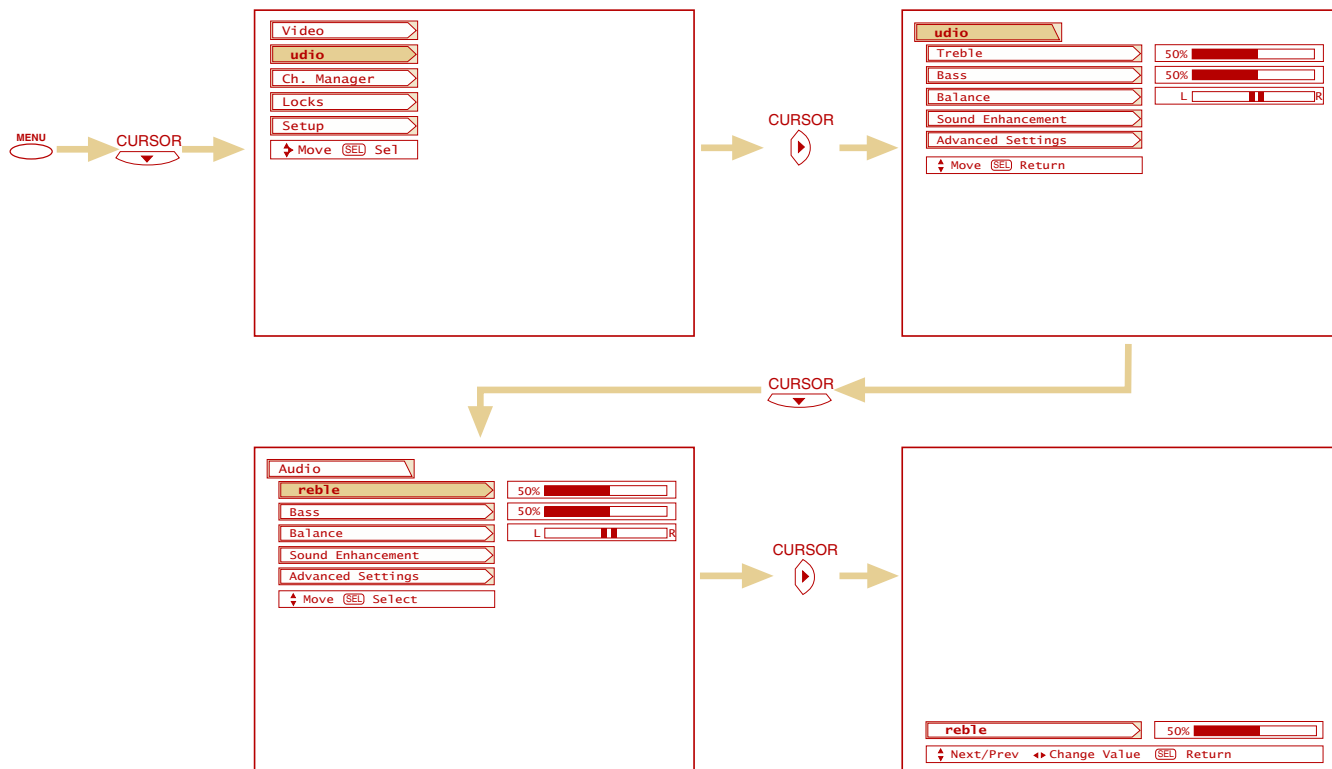 MENU
CURSOR
Video
udio
Ch. Manager
Locks
Setup
Move SEL Sel
CURSOR
udio
Treble 50%
Bass 50%
Balance L R
Sound Enhancement
Advanced Settings
Move SEL Return
CURSOR
Audio
reble 50%
Bass 50%
Balance L R
Sound Enhancement
Advanced Settings
Move SEL Select
CURSOR
reble 50%
Next/Prev Change Value SEL Return